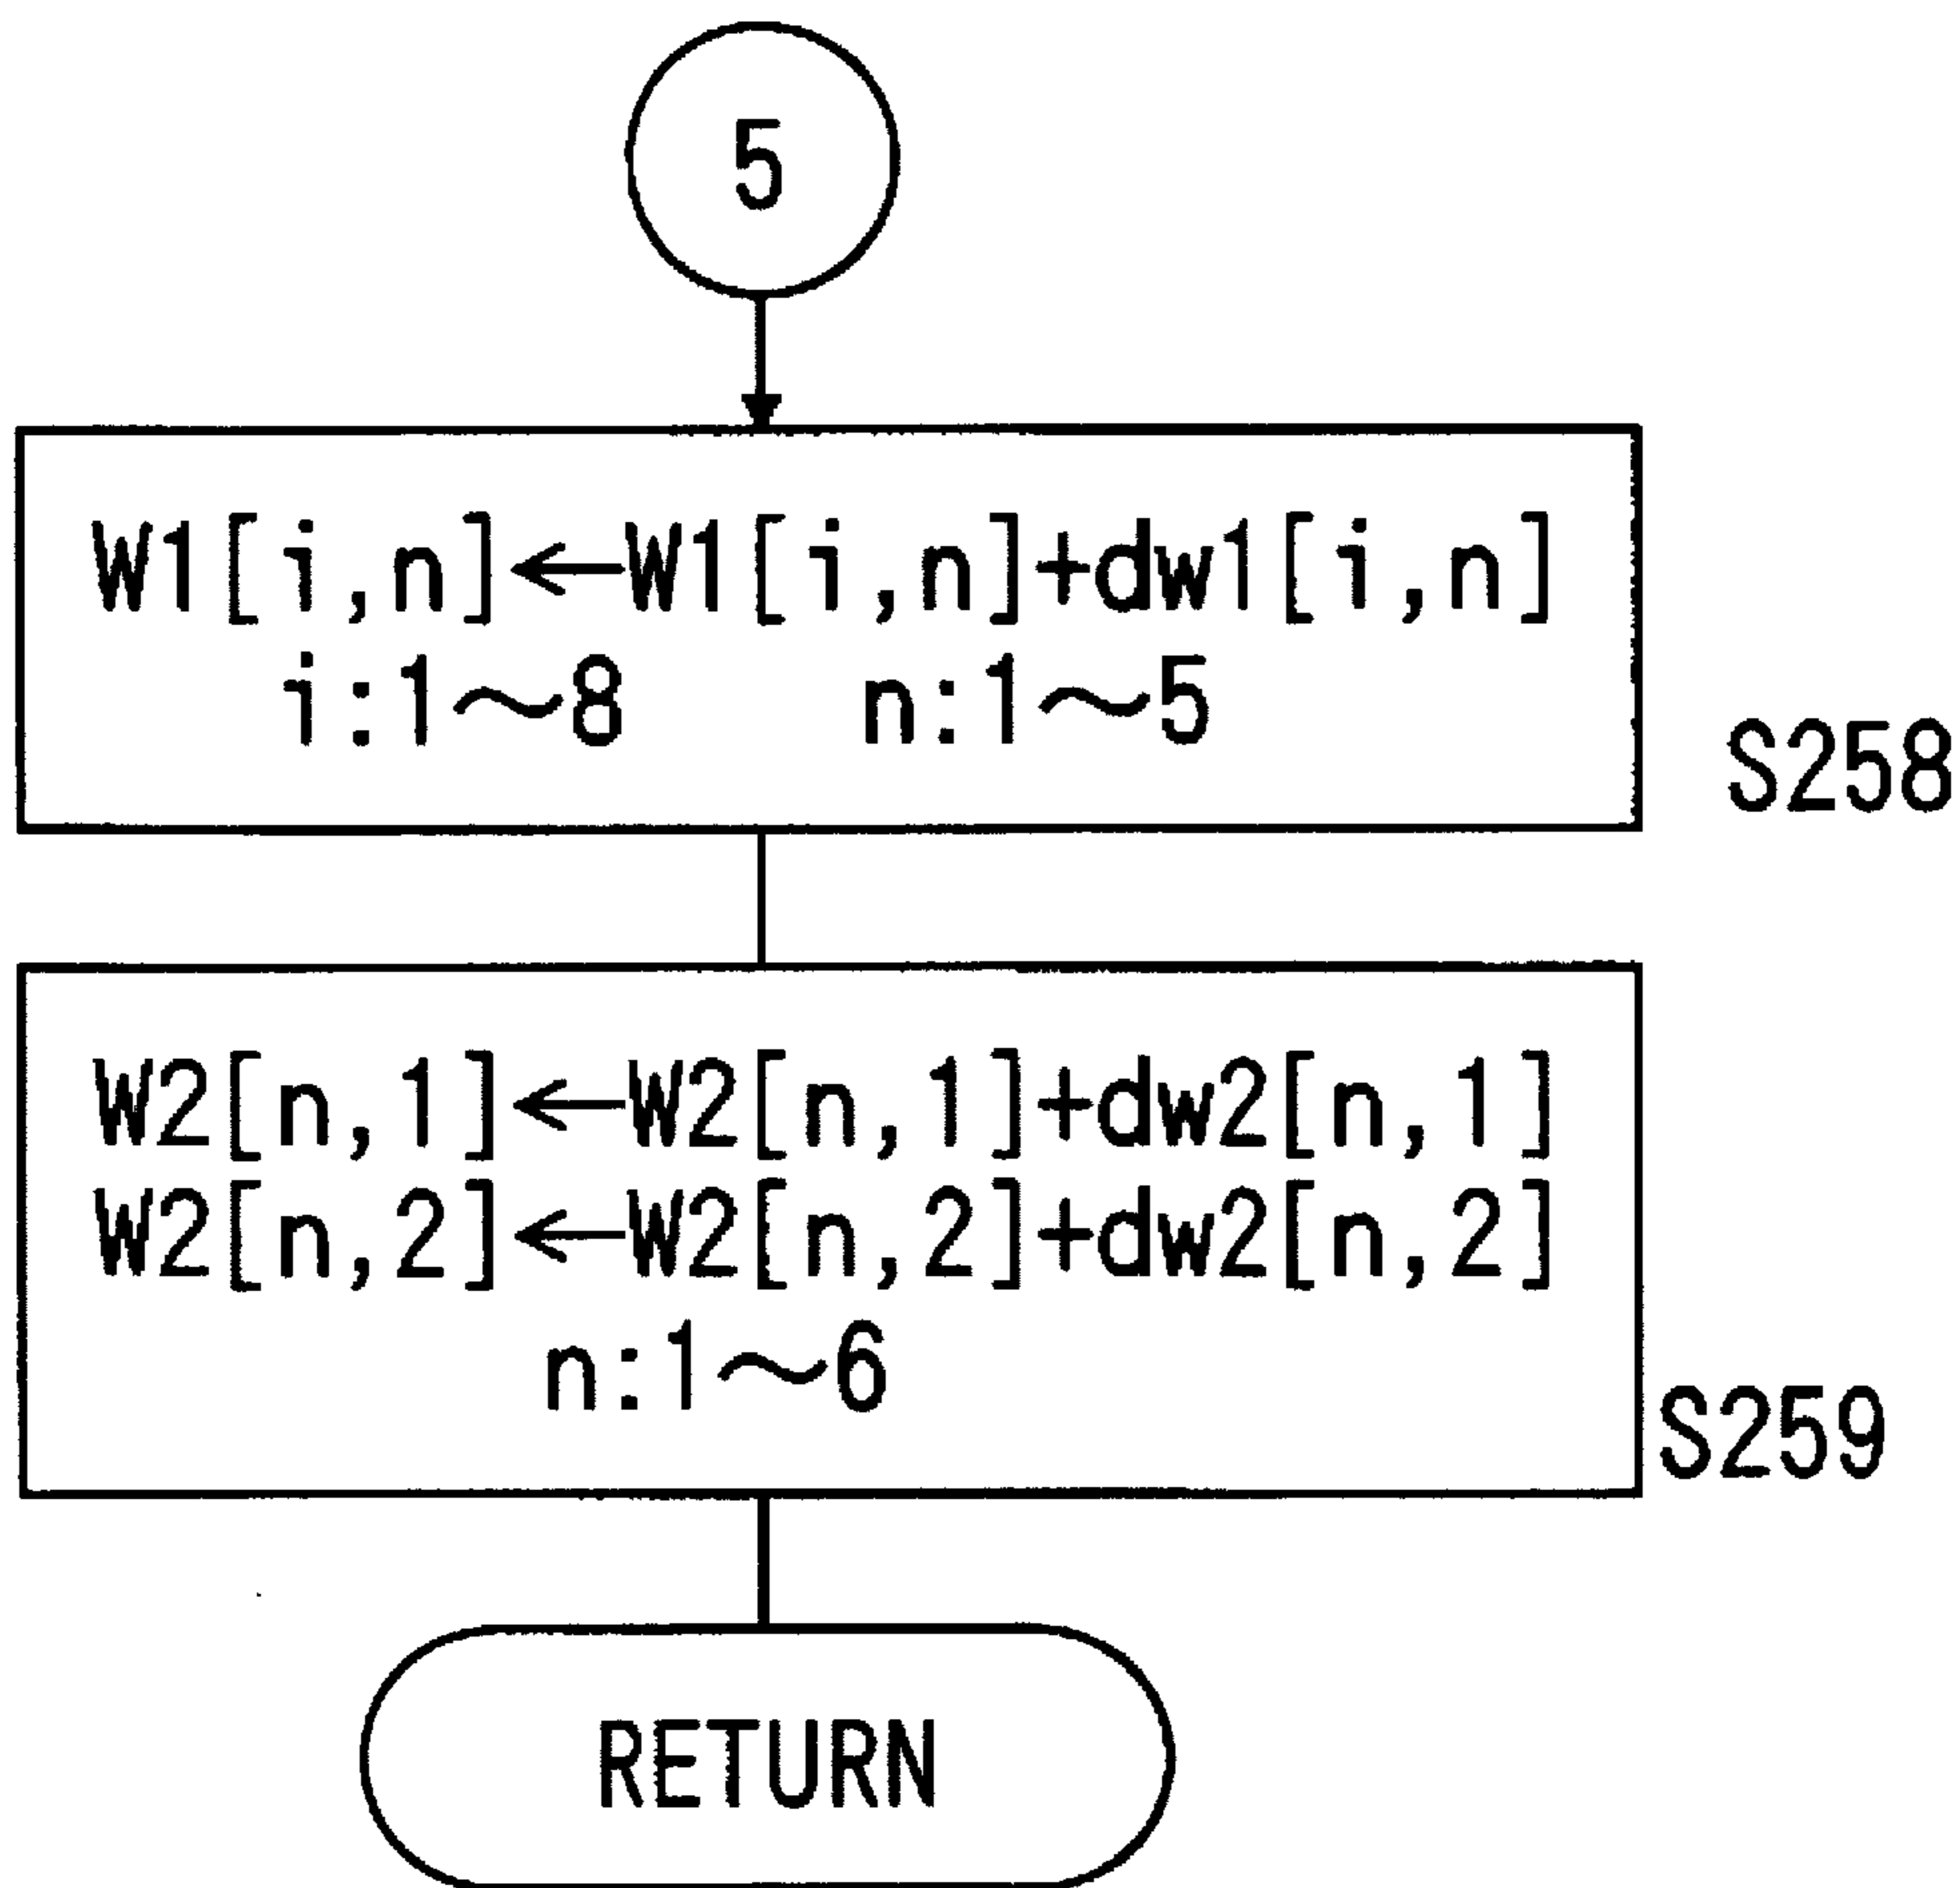 5
W1[i,n]←W1[i,n]+dw1[i,n]
i:1〜8 n:1〜5
S258
W2[n,1]←W2[n,1]+dw2[n,1]
W2[n,2]←W2[n,2]+dw2[n,2]
n:1〜6
S259
RETURN